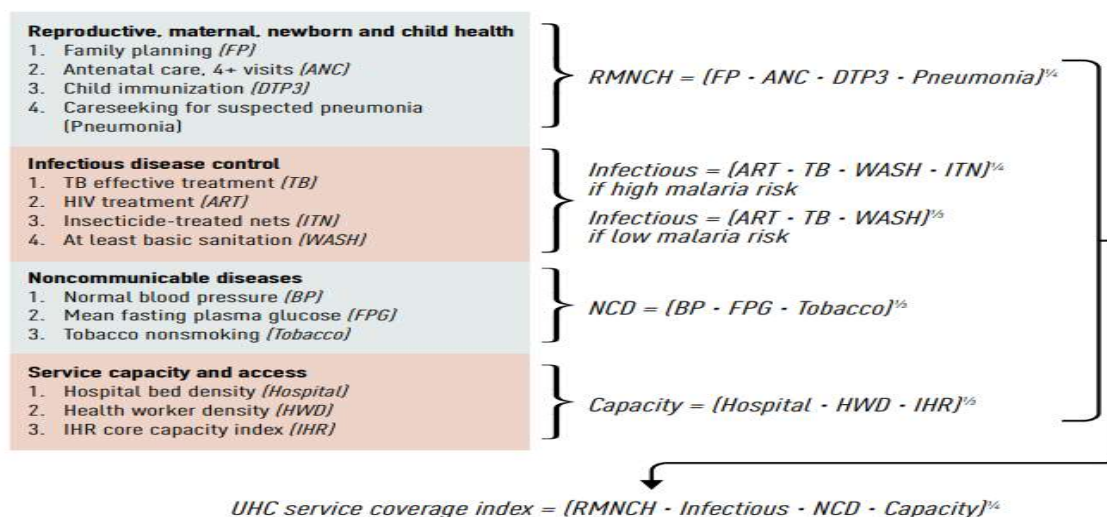 Reproductive, maternal, newborn and child health
1. Family planning (FP)
2. Antenatal care, 4+ visits (ANC)
3. Child immunization (DTP3)
4. Careseeking for suspected pneumonia
(Pneumonia)
RMNCH = (FP · ANC · DTP3 · Pneumonia)¼
Infectious disease control
1. TB effective treatment (TB)
2. HIV treatment (ART)
3. Insecticide-treated nets (ITN)
4. At least basic sanitation (WASH)
Infectious = (ART · TB · WASH · ITN)¼
if high malaria risk
Infectious = (ART · TB · WASH)⅓
if low malaria risk
Noncommunicable diseases
1. Normal blood pressure (BP)
2. Mean fasting plasma glucose (FPG)
3. Tobacco nonsmoking (Tobacco)
NCD = (BP · FPG · Tobacco)⅓
Service capacity and access
1. Hospital bed density (Hospital)
2. Health worker density (HWD)
3. IHR core capacity index (IHR)
Capacity = (Hospital · HWD · IHR)⅓
UHC service coverage index = (RMNCH · Infectious · NCD · Capacity)¼